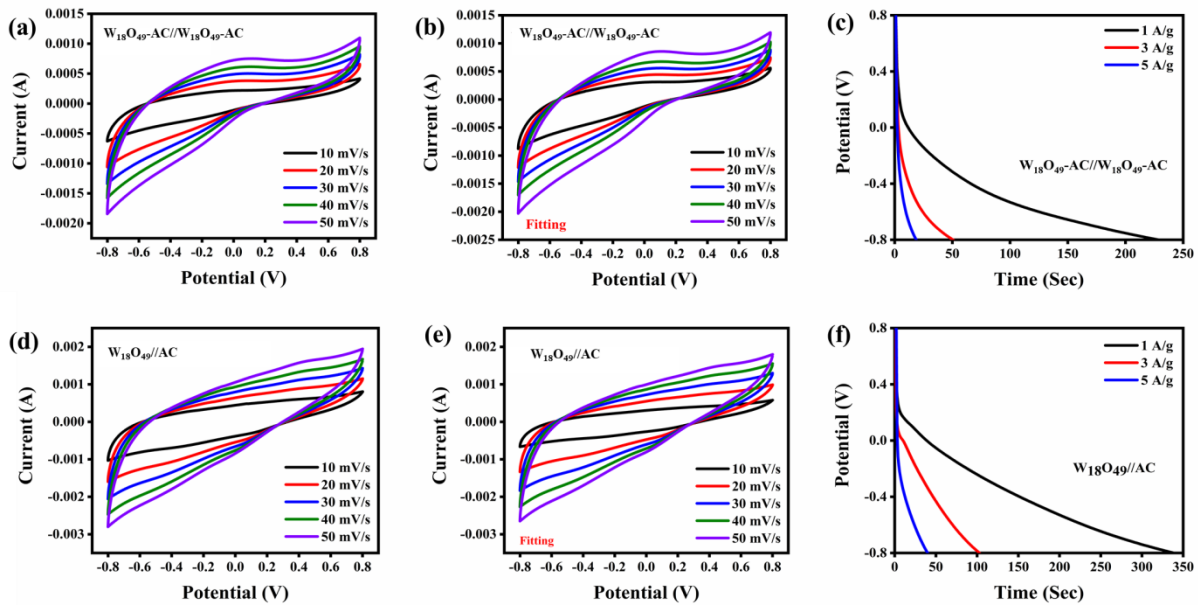 (a)
W₁₈O₄₉-AC//W₁₈O₄₉-AC
0.0015
0.0010
0.0005
0.0000
-0.0005
-0.0010
-0.0015
-0.0020
Current (A)
10 mV/s
20 mV/s
30 mV/s
40 mV/s
50 mV/s
-0.8 -0.6 -0.4 -0.2 0.0 0.2 0.4 0.6 0.8
Potential (V)
(b)
W₁₈O₄₉-AC//W₁₈O₄₉-AC
0.0015
0.0010
0.0005
0.0000
-0.0005
-0.0010
-0.0015
-0.0020
-0.0025
Current (A)
10 mV/s
20 mV/s
30 mV/s
40 mV/s
50 mV/s
Fitting
-0.8 -0.6 -0.4 -0.2 0.0 0.2 0.4 0.6 0.8
Potential (V)
(c)
0.8
0.4
0.0
-0.4
-0.8
Potential (V)
1 A/g
3 A/g
5 A/g
W₁₈O₄₉-AC//W₁₈O₄₉-AC
0 50 100 150 200 250
Time (Sec)
(d)
W₁₈O₄₉//AC
0.002
0.001
0.000
-0.001
-0.002
-0.003
Current (A)
10 mV/s
20 mV/s
30 mV/s
40 mV/s
50 mV/s
-0.8 -0.6 -0.4 -0.2 0.0 0.2 0.4 0.6 0.8
Potential (V)
(e)
W₁₈O₄₉//AC
0.002
0.001
0.000
-0.001
-0.002
-0.003
Current (A)
10 mV/s
20 mV/s
30 mV/s
40 mV/s
50 mV/s
Fitting
-0.8 -0.6 -0.4 -0.2 0.0 0.2 0.4 0.6 0.8
Potential (V)
(f)
0.8
0.4
0.0
-0.4
-0.8
Potential (V)
1 A/g
3 A/g
5 A/g
W₁₈O₄₉//AC
0 50 100 150 200 250 300 350
Time (Sec)